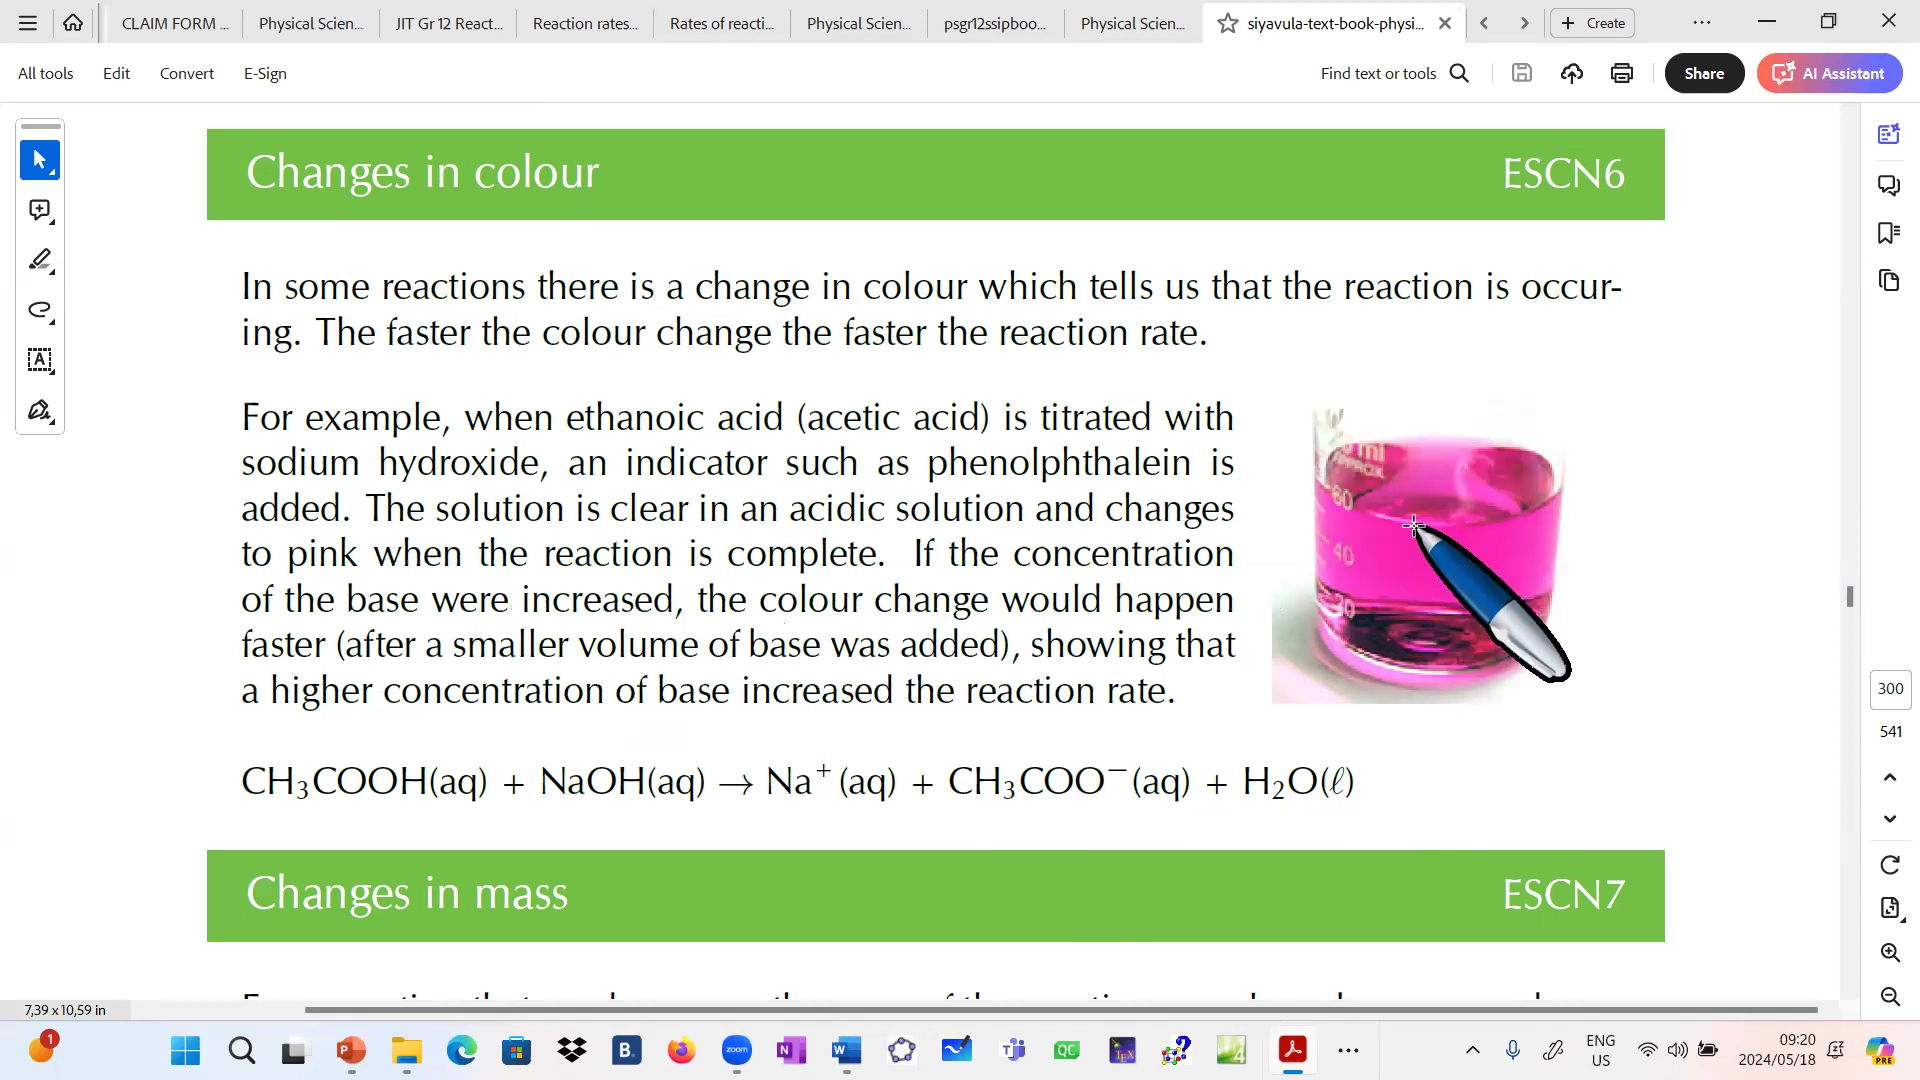 CLAIM FORM ...
Physical Scien...
JIT Gr 12 React...
Reaction rates...
Rates of reacti...
Physical Scien...
psgr12ssipboo...
Physical Scien...
siyavula-text-book-physi...
Create
All tools
Edit
Convert
E-Sign
Find text or tools
Share
AI Assistant
Changes in colour ESCN6
In some reactions there is a change in colour which tells us that the reaction is occur-
ing. The faster the colour change the faster the reaction rate.
For example, when ethanoic acid (acetic acid) is titrated with
sodium hydroxide, an indicator such as phenolphthalein is
added. The solution is clear in an acidic solution and changes
to pink when the reaction is complete. If the concentration
of the base were increased, the colour change would happen
faster (after a smaller volume of base was added), showing that
a higher concentration of base increased the reaction rate.
60
40
CH₃COOH(aq) + NaOH(aq) → Na⁺(aq) + CH₃COO⁻(aq) + H₂O(ℓ)
Changes in mass ESCN7
300
541
7,39 x 10,59 in
1
P
B.
zoom
N
W
QC
TEX
4
ENG
US
09:20
2024/05/18
PRE